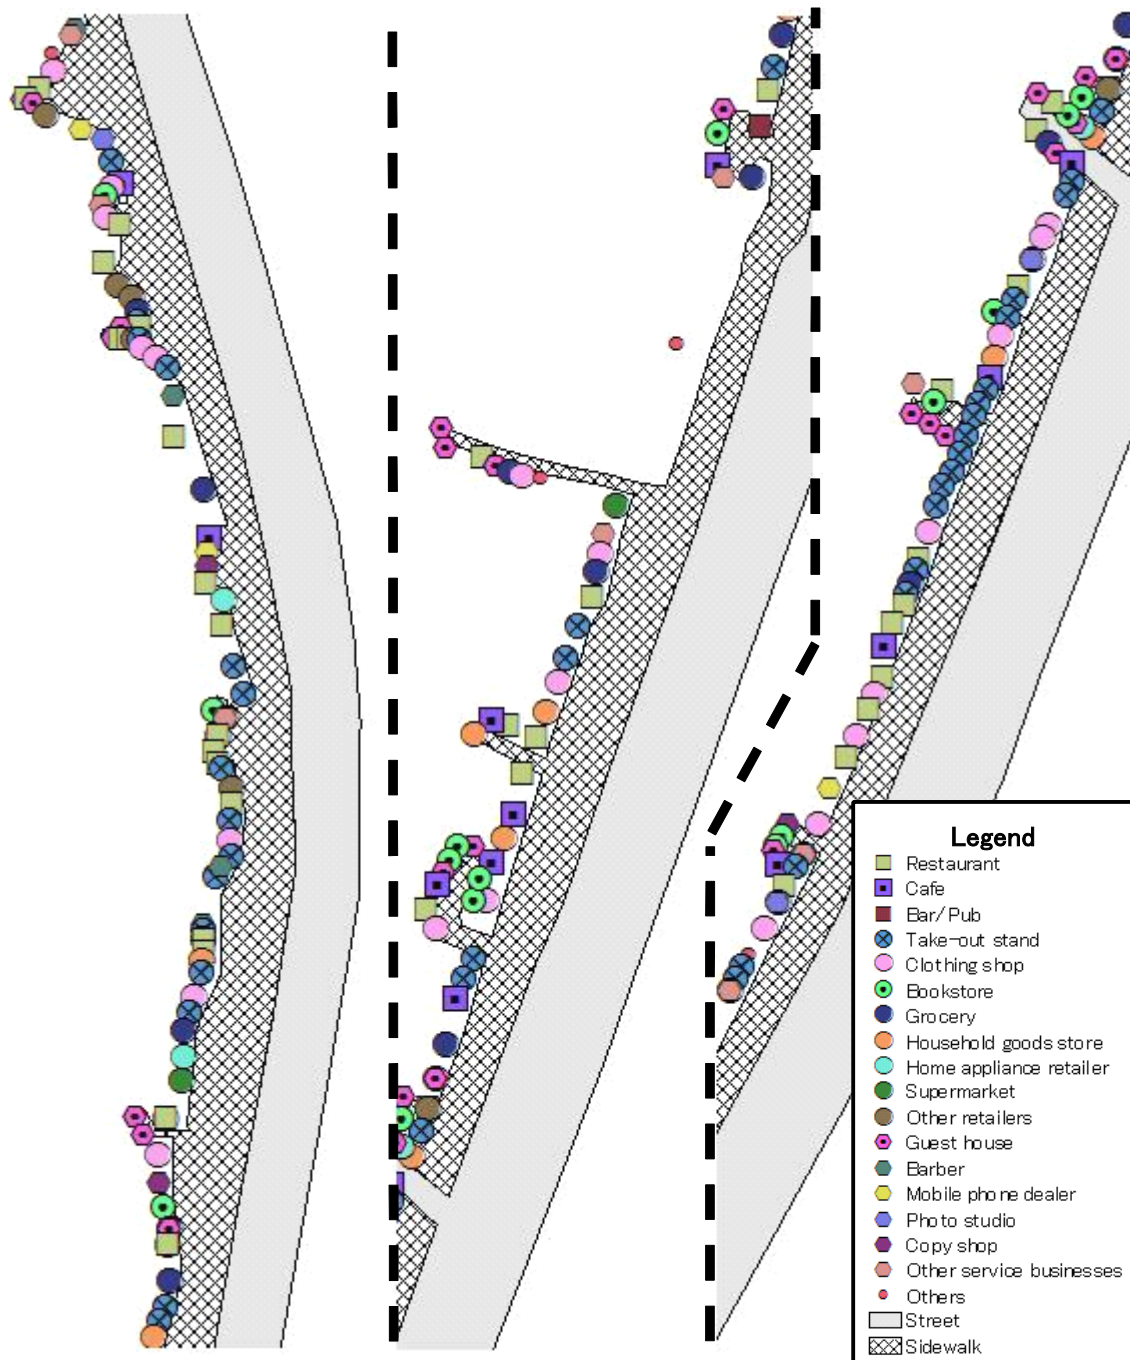 Legend
Restaurant
Cafe
Bar/Pub
Take-out stand
Clothing shop
Bookstore
Grocery
Household goods store
Home appliance retailer
Supermarket
Other retailers
Guest house
Barber
Mobile phone dealer
Photo studio
Copy shop
Other service businesses
Others
Street
Sidewalk